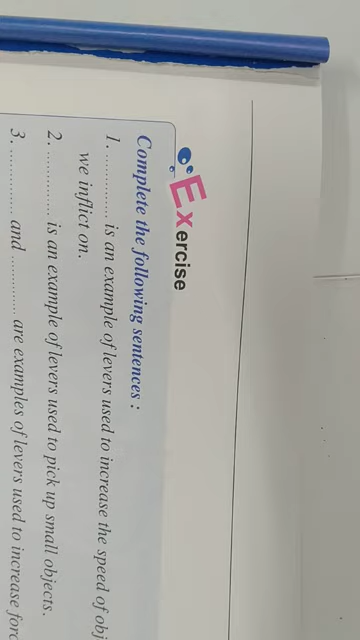 Exercise
Complete the following sentences :
1. ............ is an example of levers used to increase the speed of
we inflict on.
2. ............ is an example of levers used to pick up small objects.
3. ............ and ............ are examples of levers used to increase